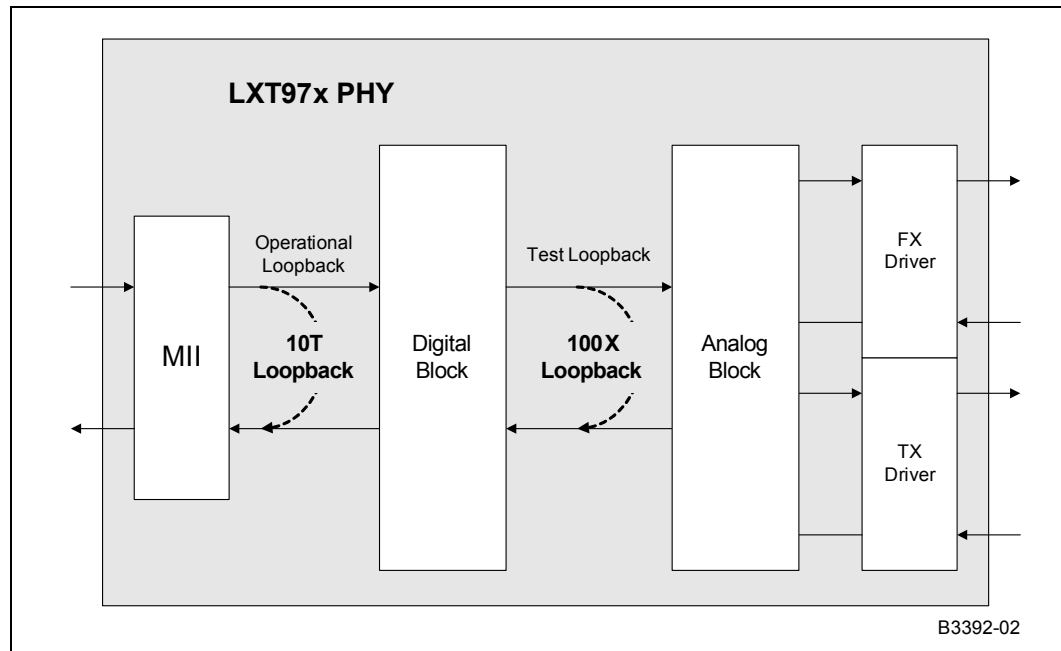 LXT97x PHY
MII
Operational
Loopback
10T
Loopback
Digital
Block
Test Loopback
100X
Loopback
Analog
Block
FX
Driver
TX
Driver
B3392-02